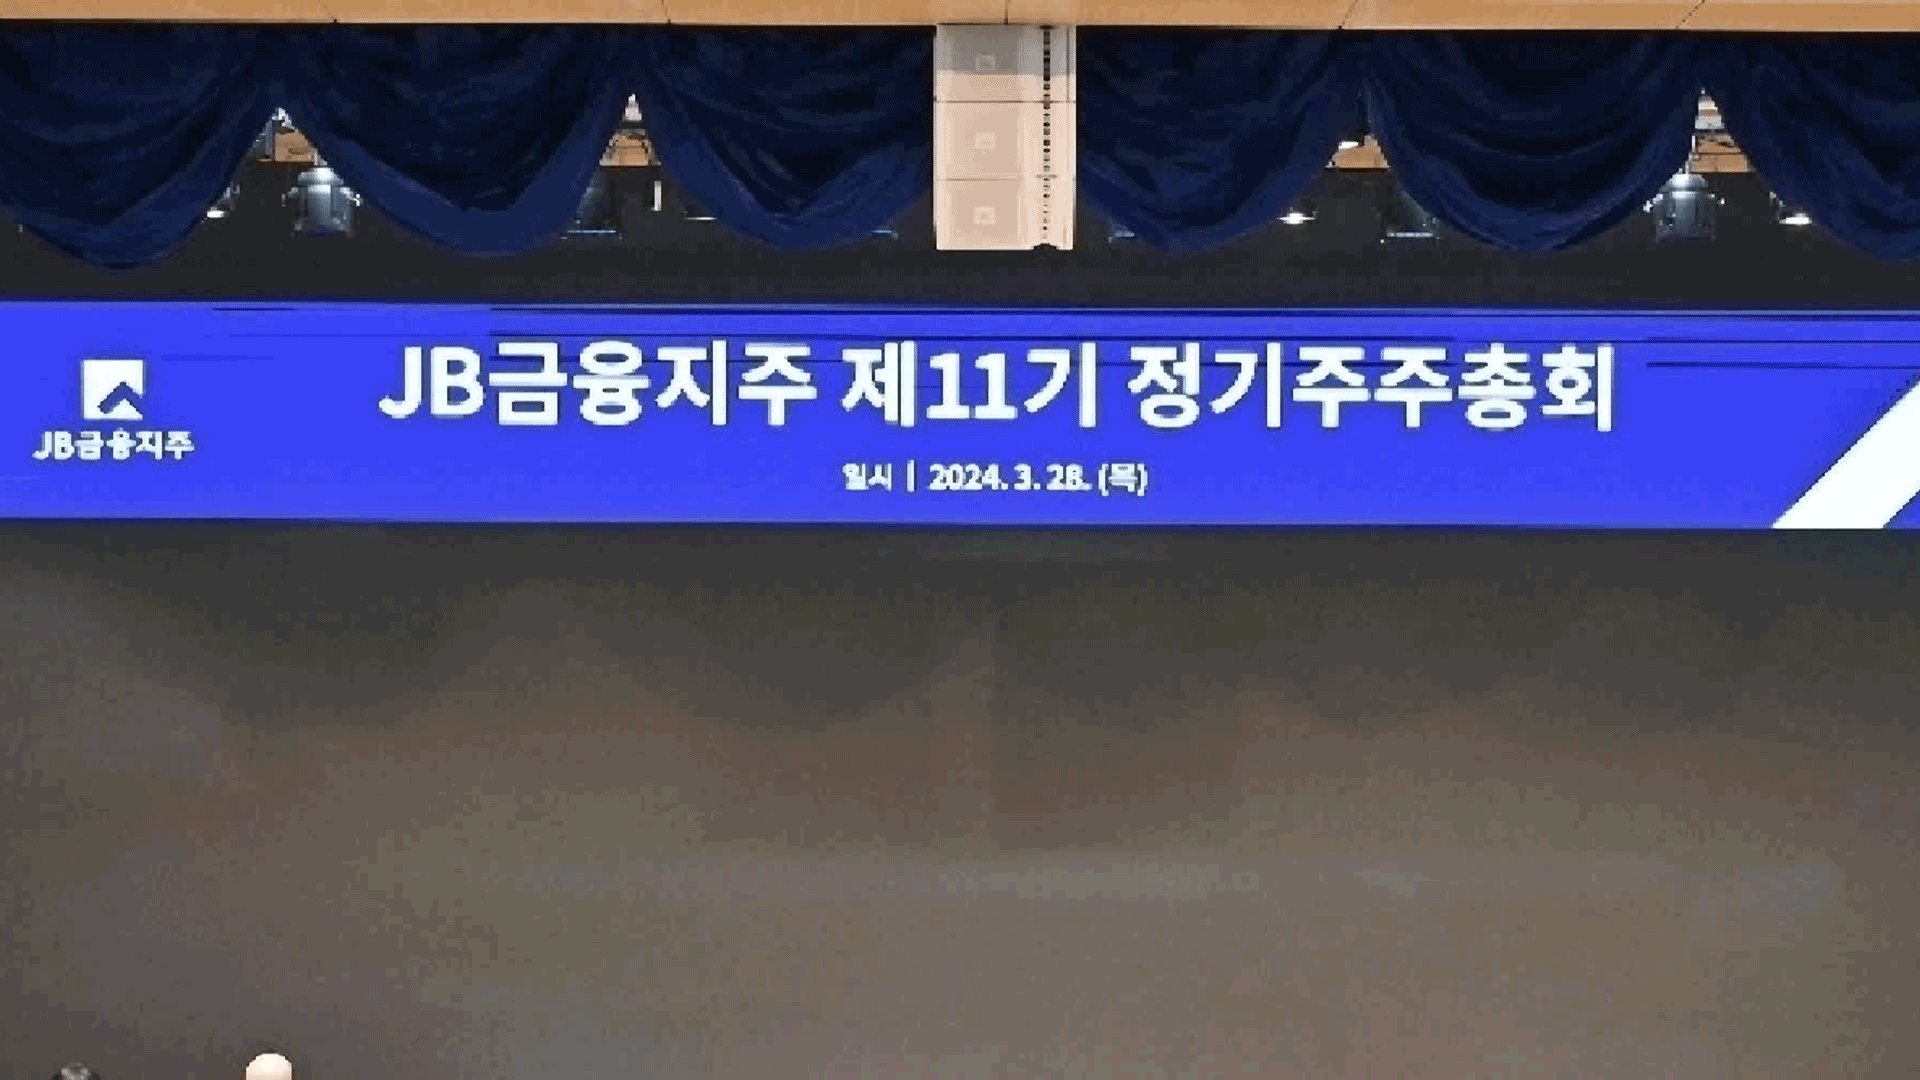 JB금융지주 제11기 정기주주총회
JB금융지주
일시 | 2024. 3. 28. (목)